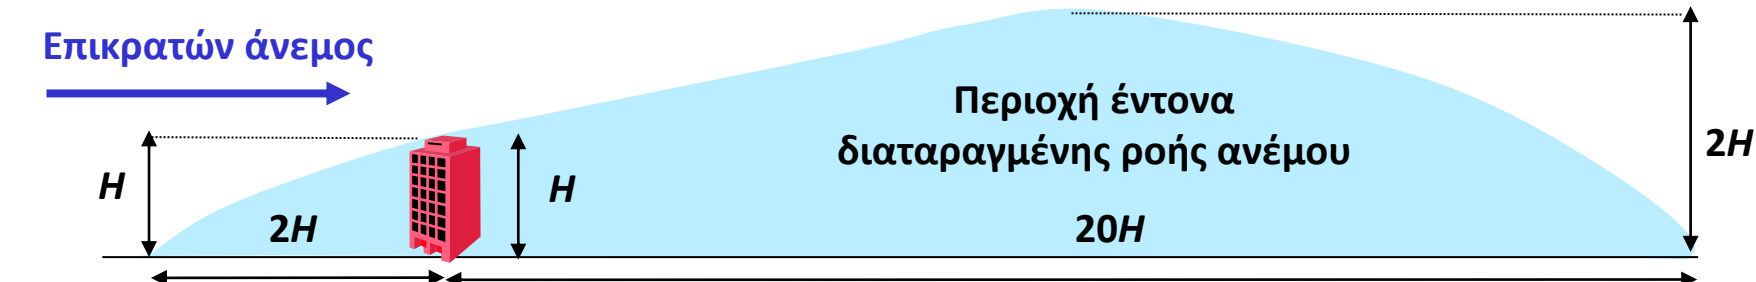 Επικρατών άνεμος
Περιοχή έντονα
διαταραγμένης ροής ανέμου
2H
H
H
2H
20H